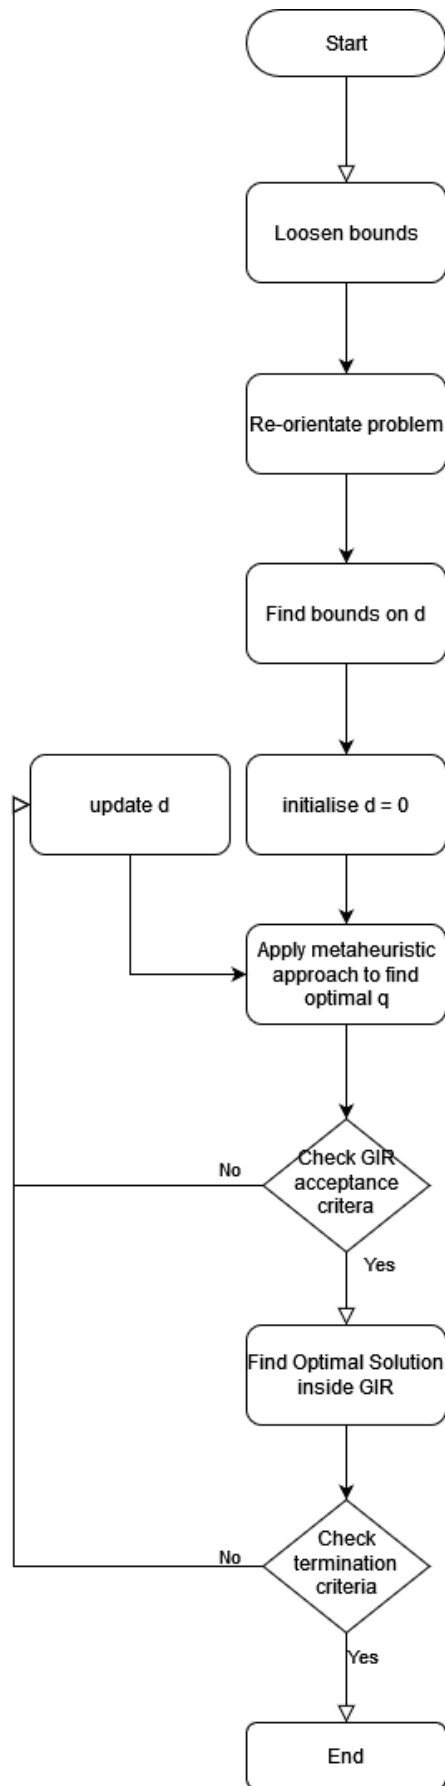 Start
Loosen bounds
Re-orientate problem
Find bounds on d
update d
initialise d = 0
Apply metaheuristic
approach to find
optimal q
Check GIR
acceptance
critera
No
Yes
Find Optimal Solution
inside GIR
Check
termination
criteria
No
Yes
End